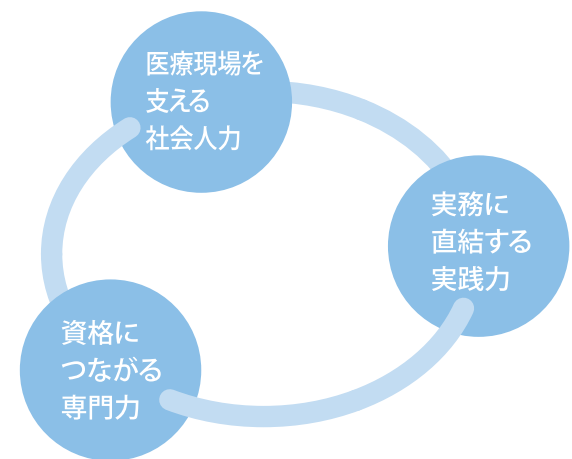 医療現場を
支える
社会人力
実務に
直結する
実践力
資格に
つながる
専門力